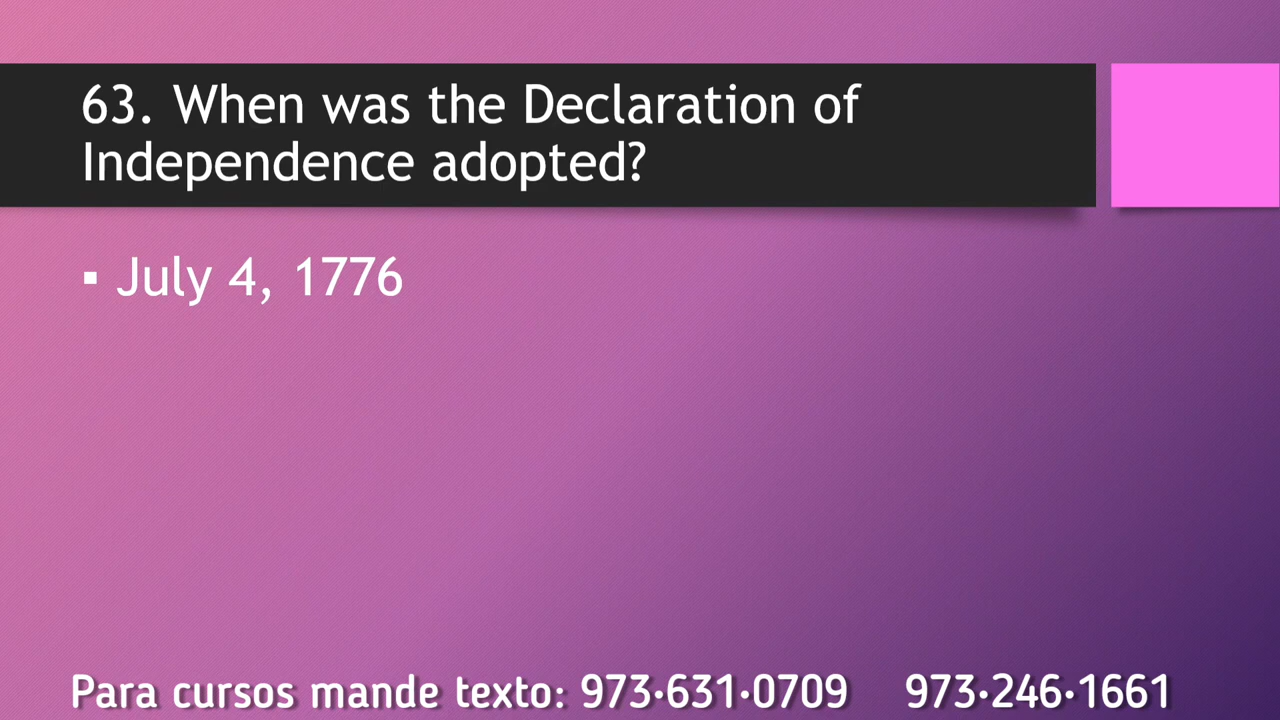 63. When was the Declaration of
Independence adopted?
▪ July 4, 1776
Para cursos mande texto: 973·631·0709 973·246·1661